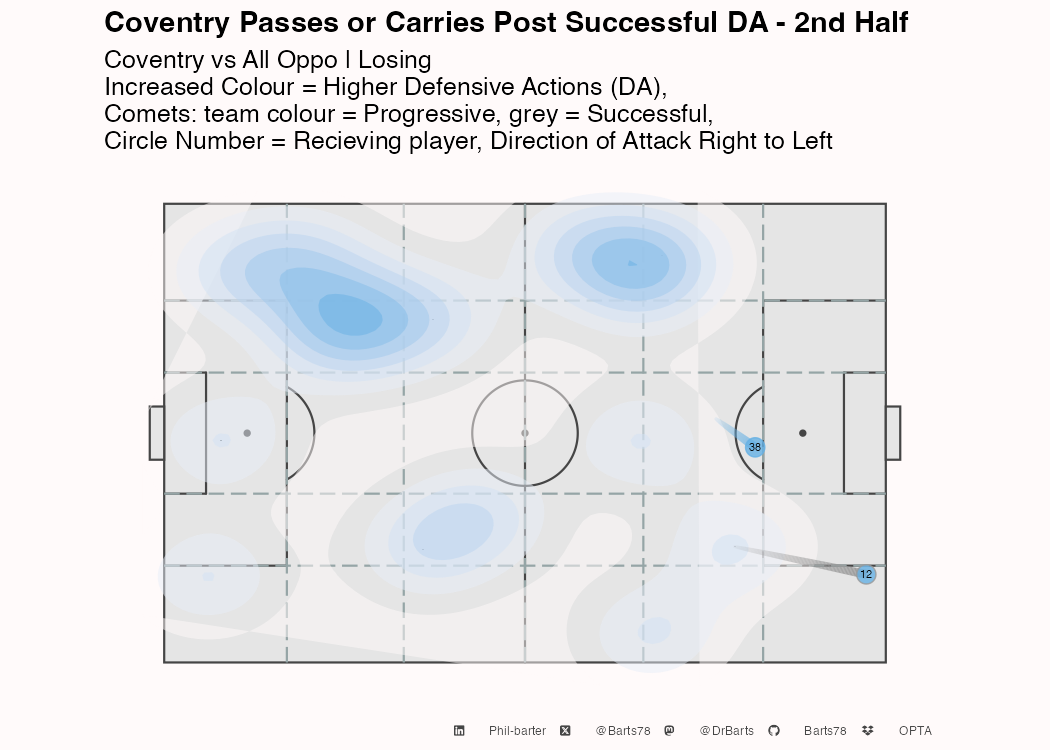 Coventry Passes or Carries Post Successful DA - 2nd Half
Coventry vs All Oppo | Losing
Increased Colour = Higher Defensive Actions (DA),
Comets: team colour = Progressive, grey = Successful,
Circle Number = Recieving player, Direction of Attack Right to Left
38
12
Phil-barter @Barts78 @DrBarts Barts78 OPTA